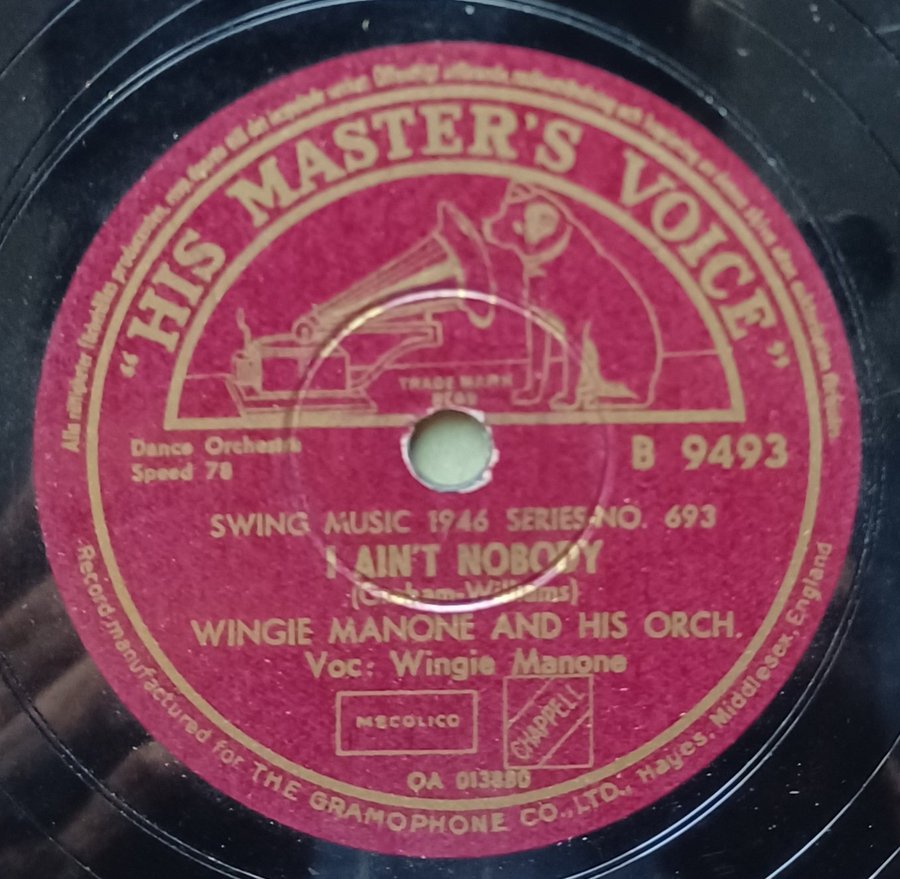 "HIS MASTER'S VOICE"
TRADE MARK
Dance Orchestra
Speed 78
B 9493
SWING MUSIC 1946 SERIES-NO. 693
I AIN'T NOBODY
(Graham-Williams)
WINGIE MANONE AND HIS ORCH.
Voc: Wingie Manone
MECOLICO
CHAPPELL
OA 013880
Record manufactured for THE GRAMOPHONE CO., LTD., Hayes, Middlesex, England